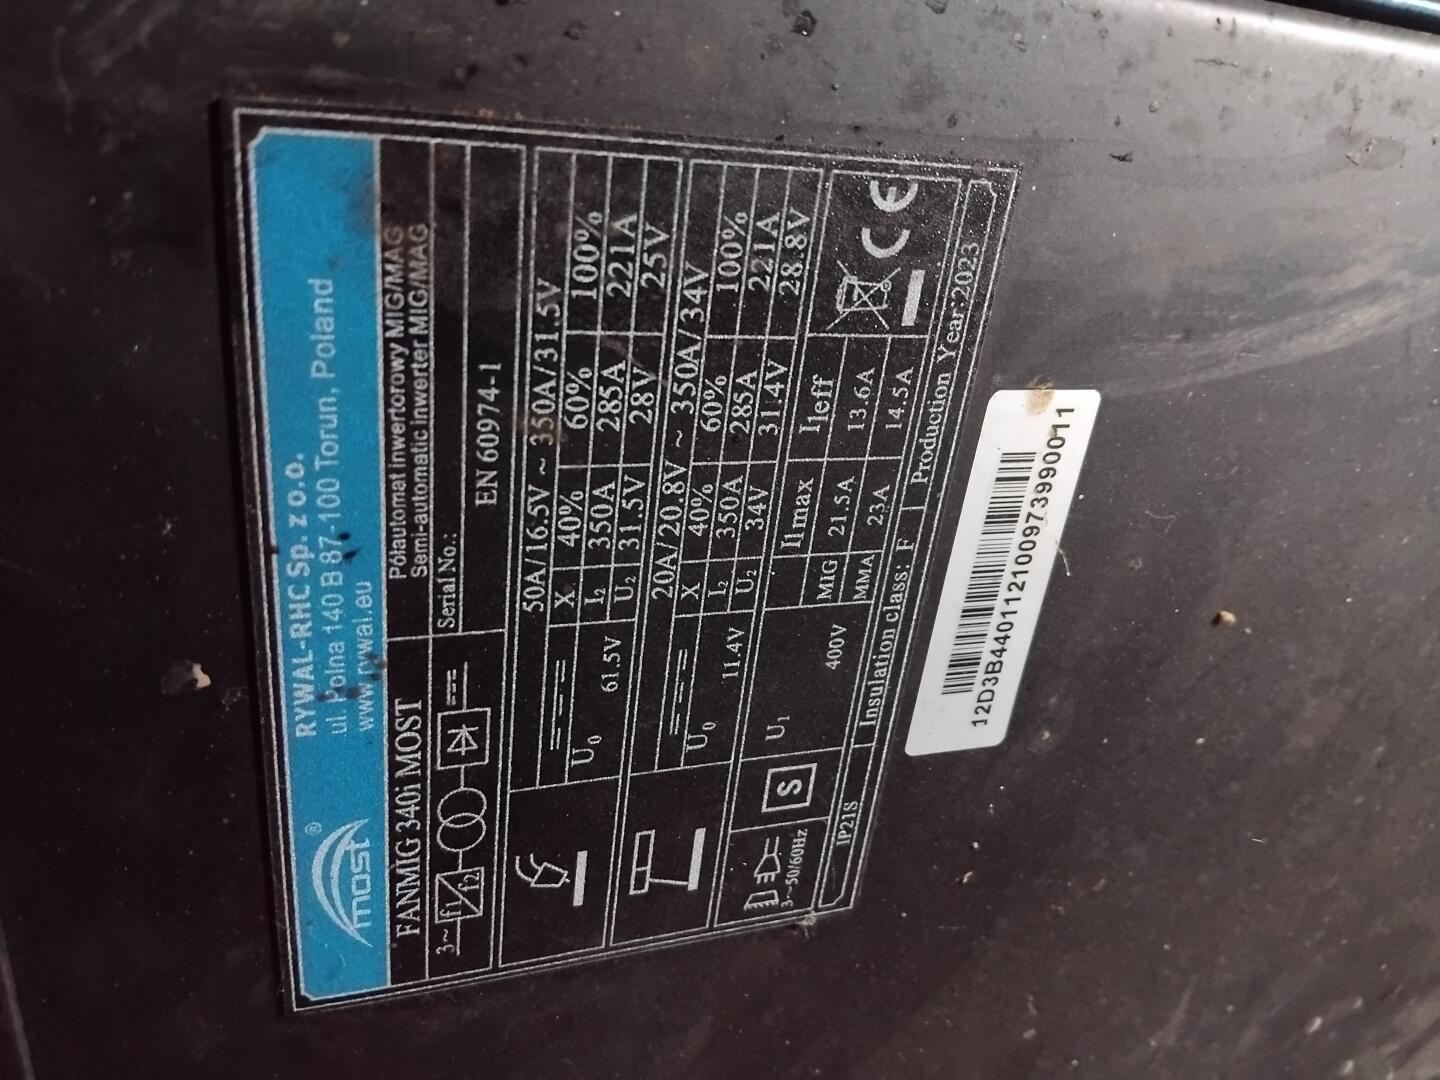 most®
RYWAL-RHC Sp. z o.o.
ul. Polna 140 B 87-100 Torun, Poland
www.rywal.eu
FANMIG 340i MOST
Półautomat inwertorowy MIG/MAG
Semi-automatic inverter MIG/MAG
Serial No.:
3~ f1 f2
EN 60974-1
50A/16.5V ~ 350A/31.5V
X 40% 60% 100%
U₀ I₂ 350A 285A 221A
61.5V U₂ 31.5V 28V 25V
20A/20.8V ~ 350A/34V
X 40% 60% 100%
U₀ I₂ 350A 285A 221A
11.4V U₂ 34V 31.4V 28.8V
S U₁ I1max I1eff
MIG 21.5A 13.6A
3~50/60Hz 400V MMA 23A 14.5A
CE
IP21S Insulation class: F Production Year: 2023
12D3B440112100973990011